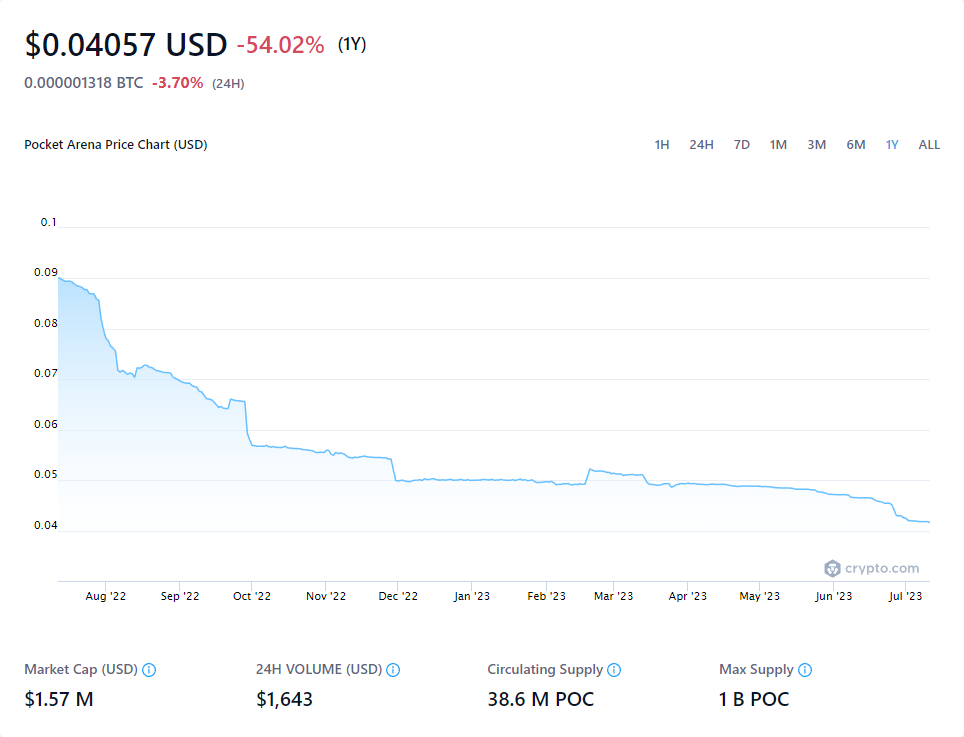 $0.04057 USD -54.02% (1Y)
0.000001318 BTC -3.70% (24H)
Pocket Arena Price Chart (USD) 1H 24H 7D 1M 3M 6M 1Y ALL
0.1
0.09
0.08
0.07
0.06
0.05
0.04
crypto.com
Aug '22 Sep '22 Oct '22 Nov '22 Dec '22 Jan '23 Feb '23 Mar '23 Apr '23 May '23 Jun '23 Jul '23
Market Cap (USD) 24H VOLUME (USD) Circulating Supply Max Supply
$1.57 M $1,643 38.6 M POC 1 B POC